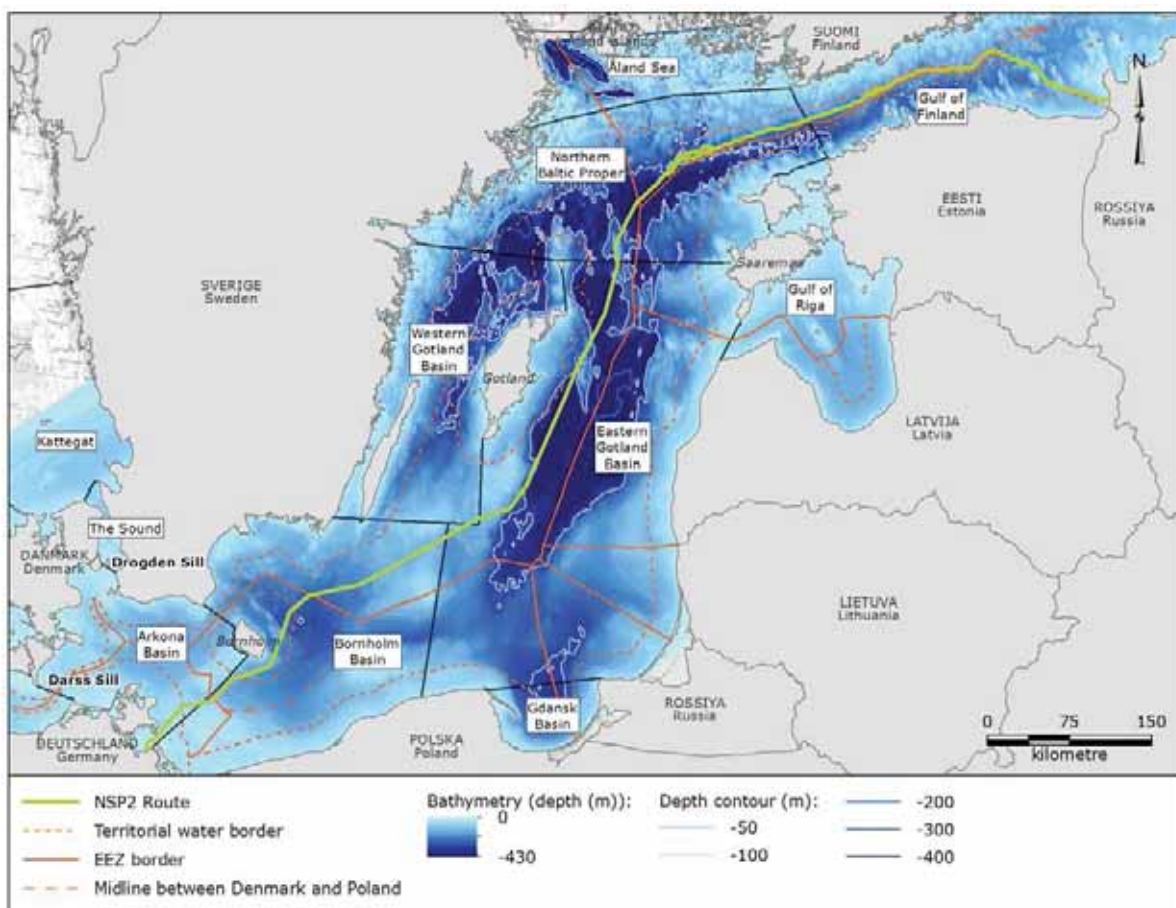 SUOMI
Finland
Åland Sea
N
Gulf of
Finland
Northern
Baltic Proper
EESTI
Estonia
ROSSIYA
Russia
SVERIGE
Sweden
Saaremaa
Gulf of
Riga
Western
Gotland
Basin
Gotland
LATVIJA
Latvia
Kattegat
Eastern
Gotland
Basin
The Sound
DANMARK
Denmark
Drogden Sill
LIETUVA
Lithuania
Arkona
Basin
Bornholm
Bornholm
Basin
Darss Sill
Gdansk
Basin
ROSSIYA
Russia
DEUTSCHLAND
Germany
POLSKA
Poland
0 75 150
kilometre
NSP2 Route
Territorial water border
EEZ border
Midline between Denmark and Poland
Bathymetry (depth (m)):
0
-430
Depth contour (m):
-50
-100
-200
-300
-400